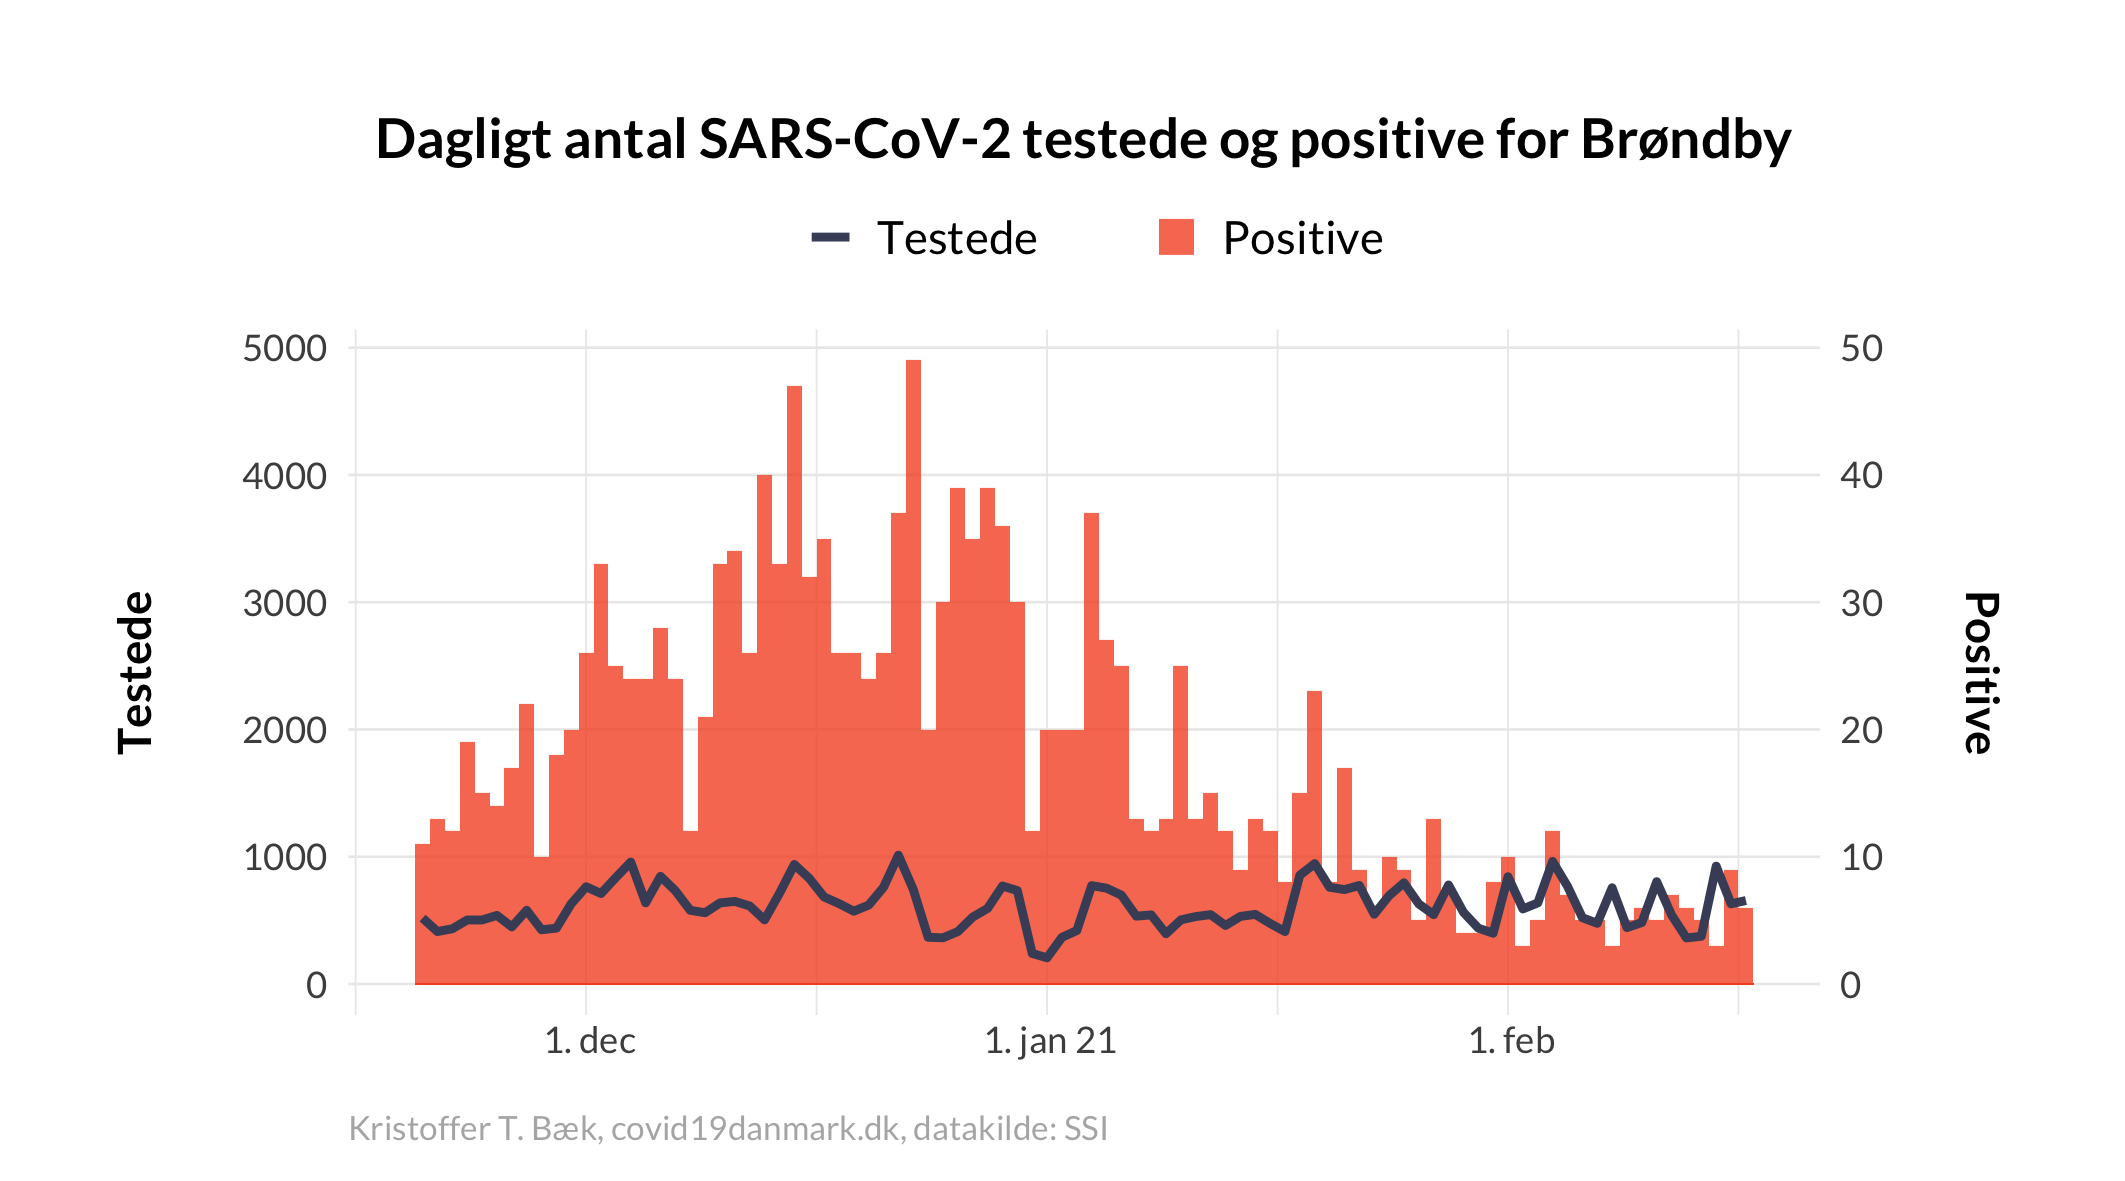 Dagligt antal SARS-CoV-2 testede og positive for Brøndby
Testede
Positive
5000
4000
3000
2000
1000
0
50
40
30
20
10
0
Testede
Positive
1. dec
1. jan 21
1. feb
Kristoffer T. Bæk, covid19danmark.dk, datakilde: SSI